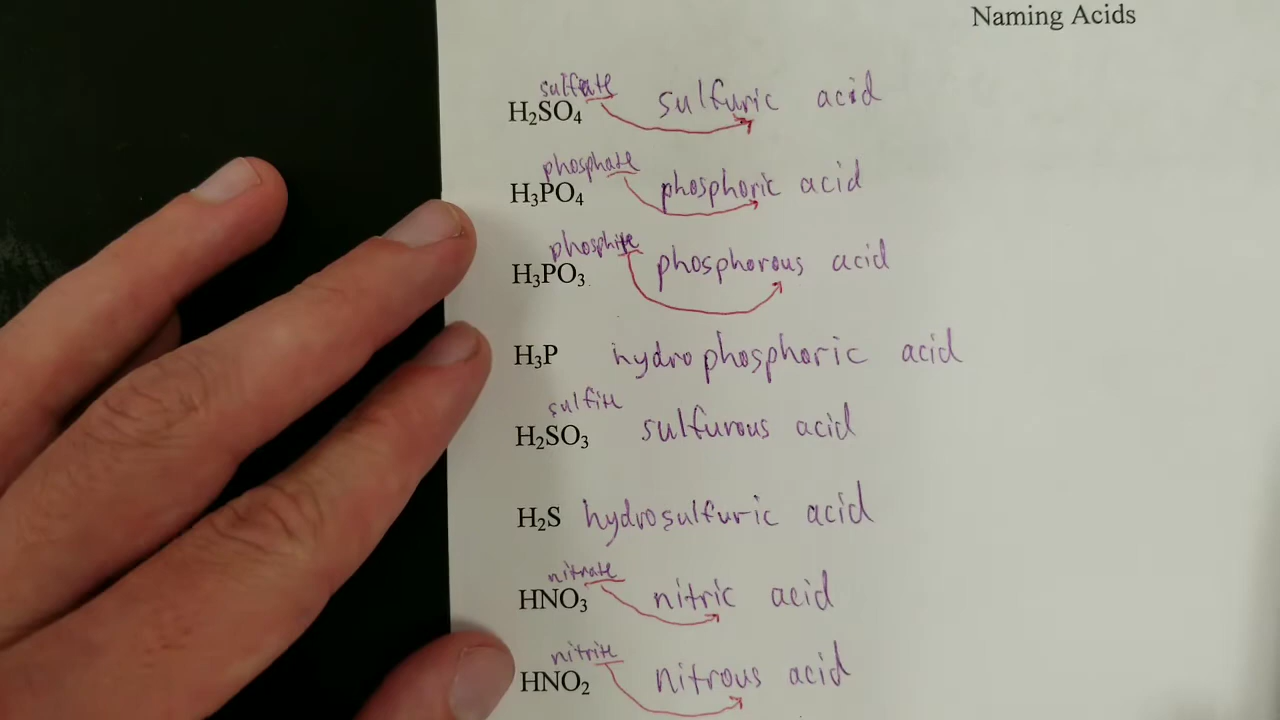 Naming Acids
sulfate
H₂SO₄ sulfuric acid
phosphate
H₃PO₄ phosphoric acid
phosphite
H₃PO₃ phosphorous acid
H₃P hydrophosphoric acid
sulfite
H₂SO₃ sulfurous acid
H₂S hydrosulfuric acid
nitrate
HNO₃ nitric acid
nitrite
HNO₂ nitrous acid